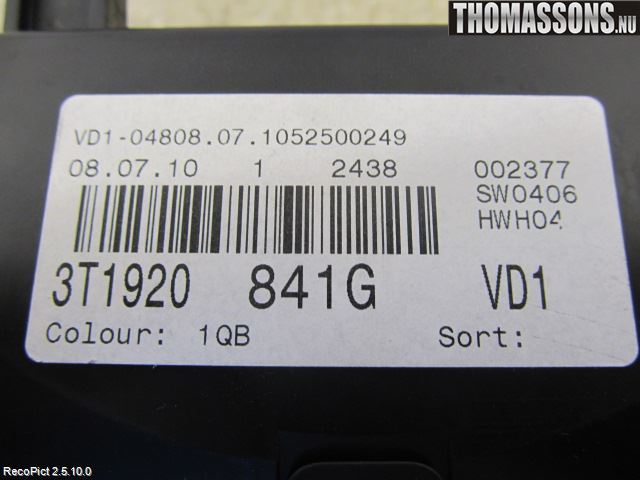 THOMASSONS.NU
VD1-04808.07.1052500249
08.07.10 1 2438 002377
SW0406
HWH04
3T1920 841G VD1
Colour: 1QB Sort:
RecoPict 2.5.10.0